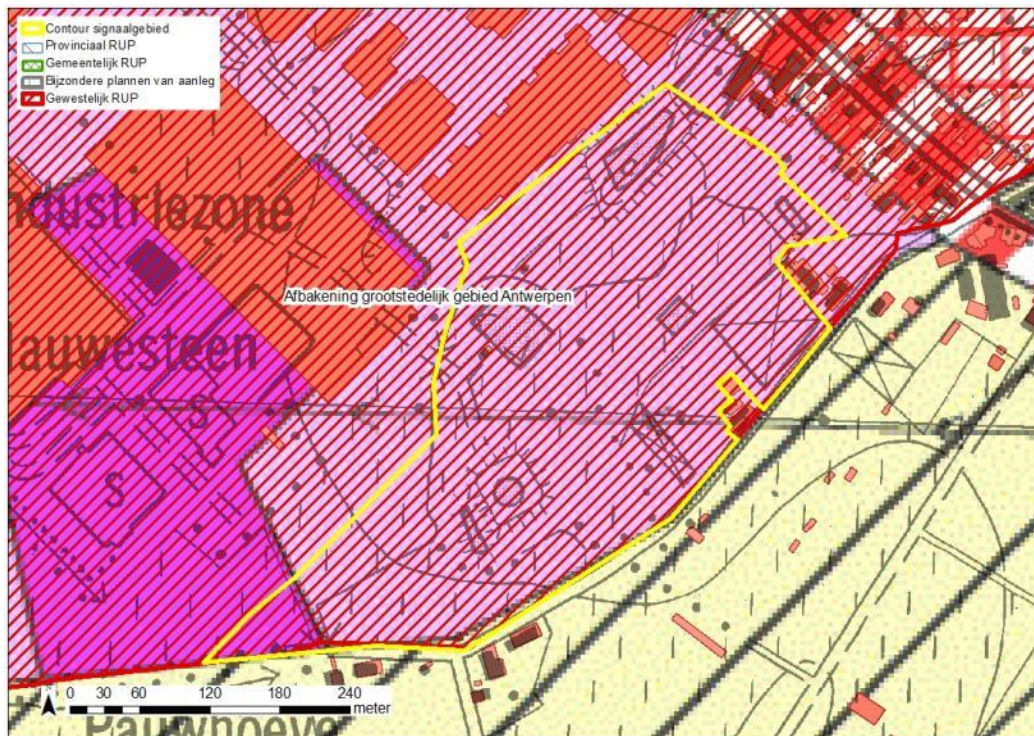 Contour signaalgebied
Provinciaal RUP
Gemeentelijk RUP
Bijzondere plannen van aanleg
Gewestelijk RUP
ndustriezone
Afbakening grootstedelijk gebied Antwerpen
auwesteen
S
S
N
0 30 60 120 180 240
meter
Pauwhoeve